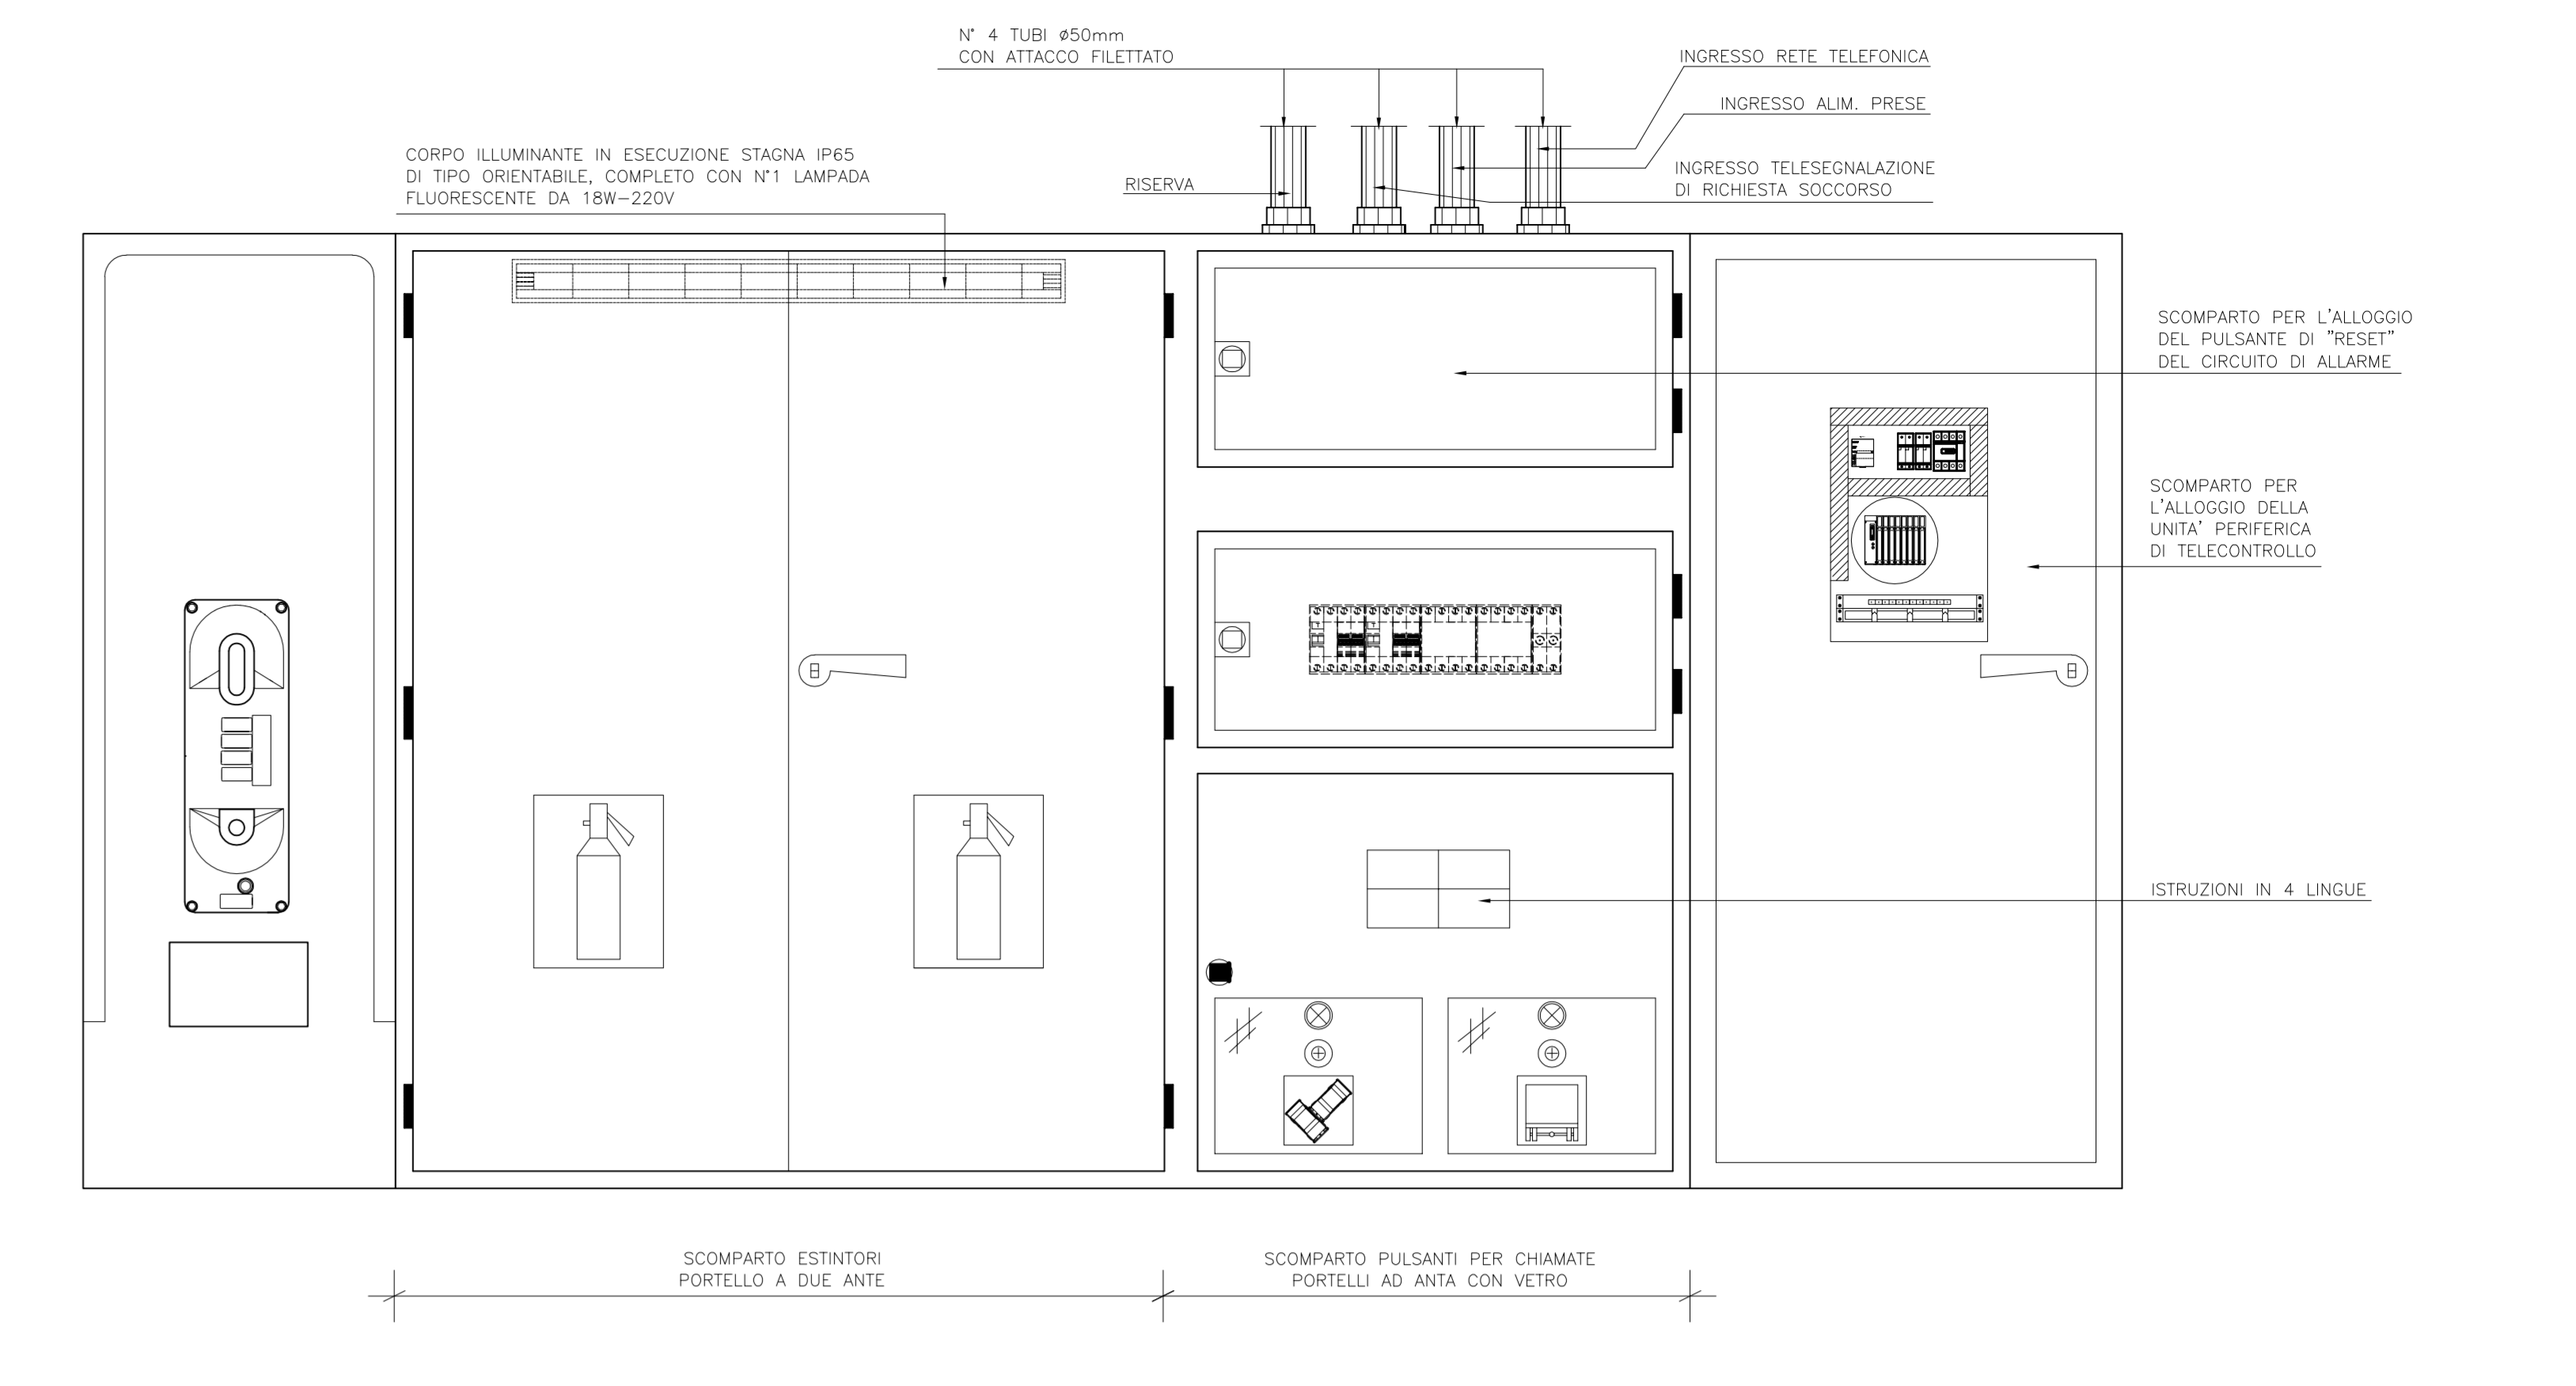 N° 4 TUBI ø50mm
CON ATTACCO FILETTATO
INGRESSO RETE TELEFONICA
INGRESSO ALIM. PRESE
CORPO ILLUMINANTE IN ESECUZIONE STAGNA IP65
DI TIPO ORIENTABILE, COMPLETO CON N°1 LAMPADA
FLUORESCENTE DA 18W-220V
RISERVA
INGRESSO TELESEGNALAZIONE
DI RICHIESTA SOCCORSO
SCOMPARTO PER L'ALLOGGIO
DEL PULSANTE DI "RESET"
DEL CIRCUITO DI ALLARME
SCOMPARTO PER
L'ALLOGGIO DELLA
UNITA' PERIFERICA
DI TELECONTROLLO
ISTRUZIONI IN 4 LINGUE
SCOMPARTO ESTINTORI
PORTELLO A DUE ANTE
SCOMPARTO PULSANTI PER CHIAMATE
PORTELLI AD ANTA CON VETRO